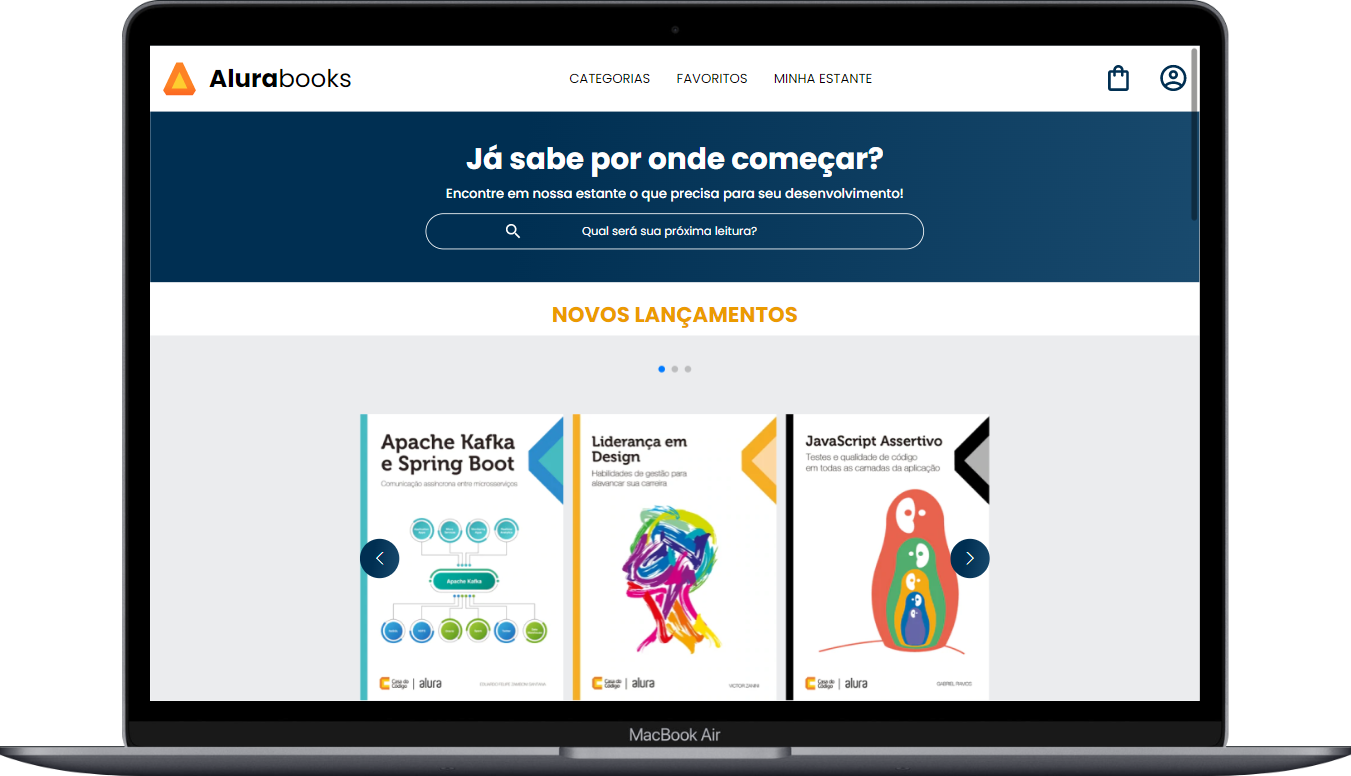 Alurabooks
CATEGORIAS
FAVORITOS
MINHA ESTANTE
Já sabe por onde começar?
Encontre em nossa estante o que precisa para seu desenvolvimento!
Qual será sua próxima leitura?
NOVOS LANÇAMENTOS
Apache Kafka
e Spring Boot
Comunicação assíncrona entre microsserviços
Apache Kafka
Casa do
Código
alura
Liderança em
Design
Habilidades de gestão para
alavancar sua carreira
Casa do
Código
alura
VICTOR ZANINI
JavaScript Assertivo
Testes e qualidade de código
em todas as camadas da aplicação
Casa do
Código
alura
GABRIEL RAMOS
MacBook Air